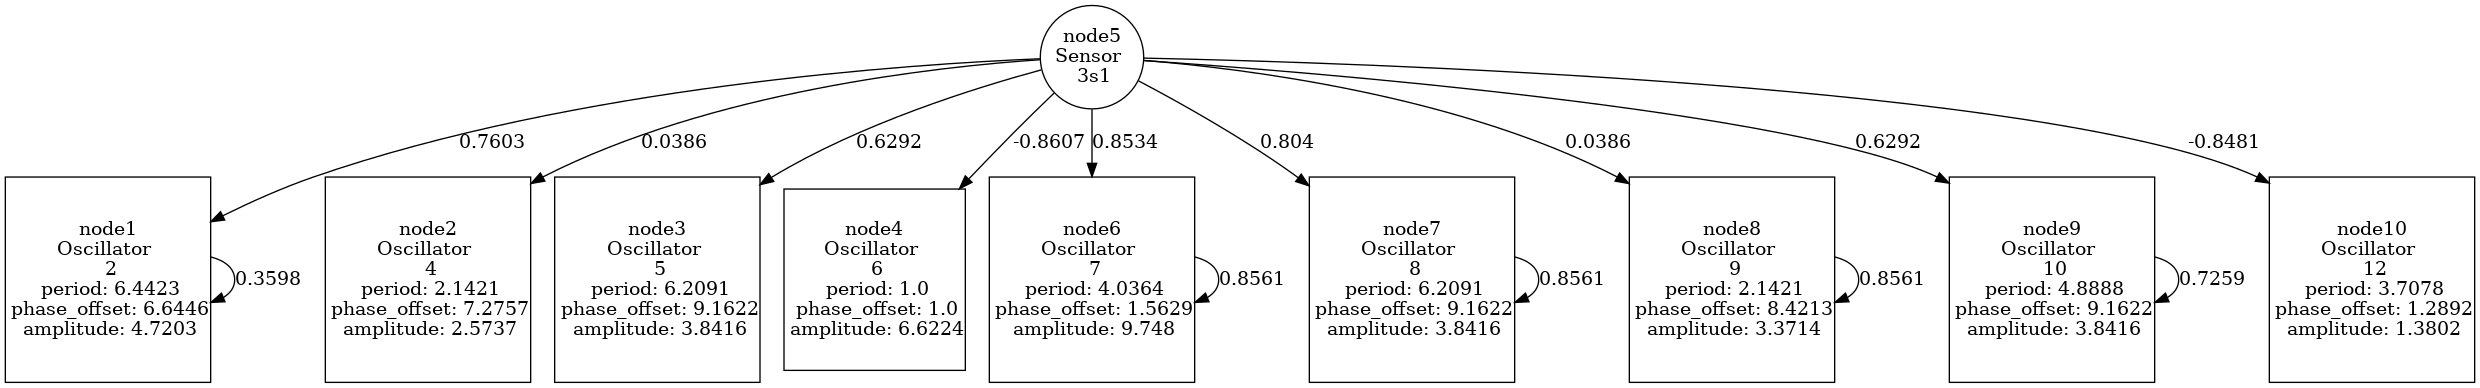 node5
Sensor
3s1
0.7603
0.0386
0.6292
-0.8607
0.8534
0.804
0.0386
0.6292
-0.8481
node1
Oscillator
2
period: 6.4423
phase_offset: 6.6446
amplitude: 4.7203
0.3598
node2
Oscillator
4
period: 2.1421
phase_offset: 7.2757
amplitude: 2.5737
node3
Oscillator
5
period: 6.2091
phase_offset: 9.1622
amplitude: 3.8416
node4
Oscillator
6
period: 1.0
phase_offset: 1.0
amplitude: 6.6224
node6
Oscillator
7
period: 4.0364
phase_offset: 1.5629
amplitude: 9.748
0.8561
node7
Oscillator
8
period: 6.2091
phase_offset: 9.1622
amplitude: 3.8416
0.8561
node8
Oscillator
9
period: 2.1421
phase_offset: 8.4213
amplitude: 3.3714
0.8561
node9
Oscillator
10
period: 4.8888
phase_offset: 9.1622
amplitude: 3.8416
0.7259
node10
Oscillator
12
period: 3.7078
phase_offset: 1.2892
amplitude: 1.3802